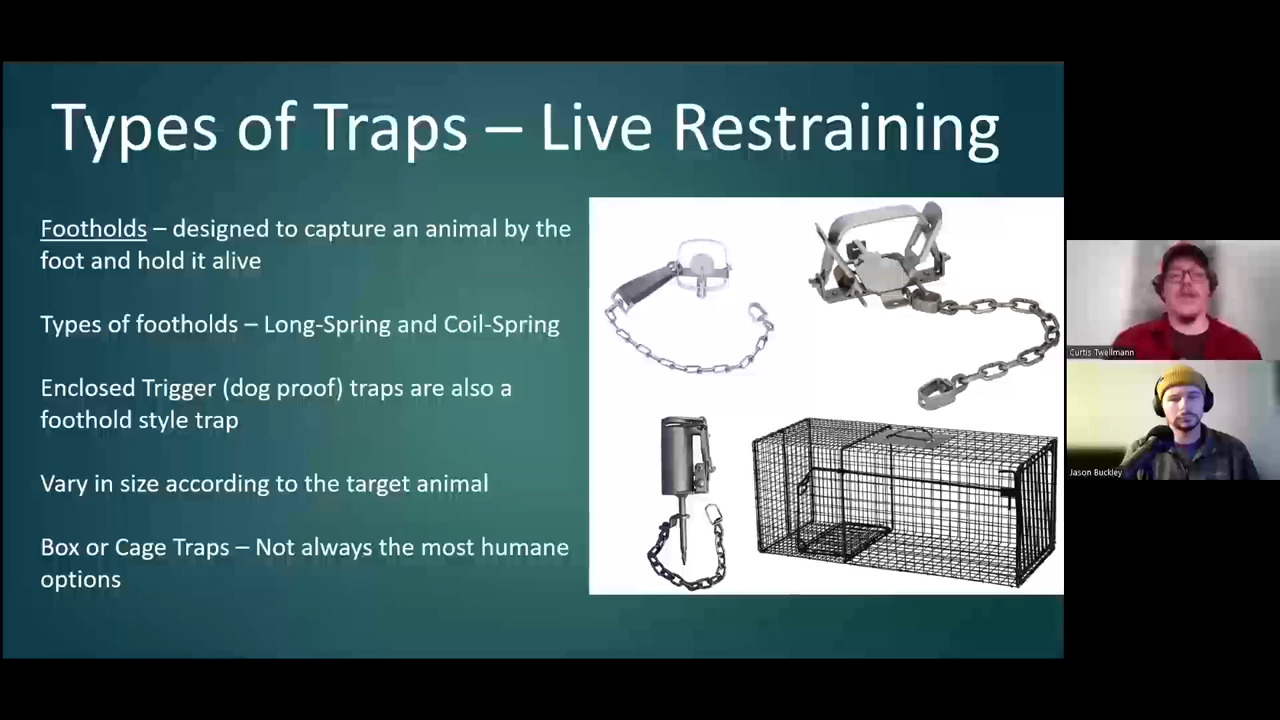 Types of Traps – Live Restraining
Footholds – designed to capture an animal by the
foot and hold it alive
Types of footholds – Long-Spring and Coil-Spring
Enclosed Trigger (dog proof) traps are also a
foothold style trap
Vary in size according to the target animal
Box or Cage Traps – Not always the most humane
options
Curtis Twellmann
Jason Buckley